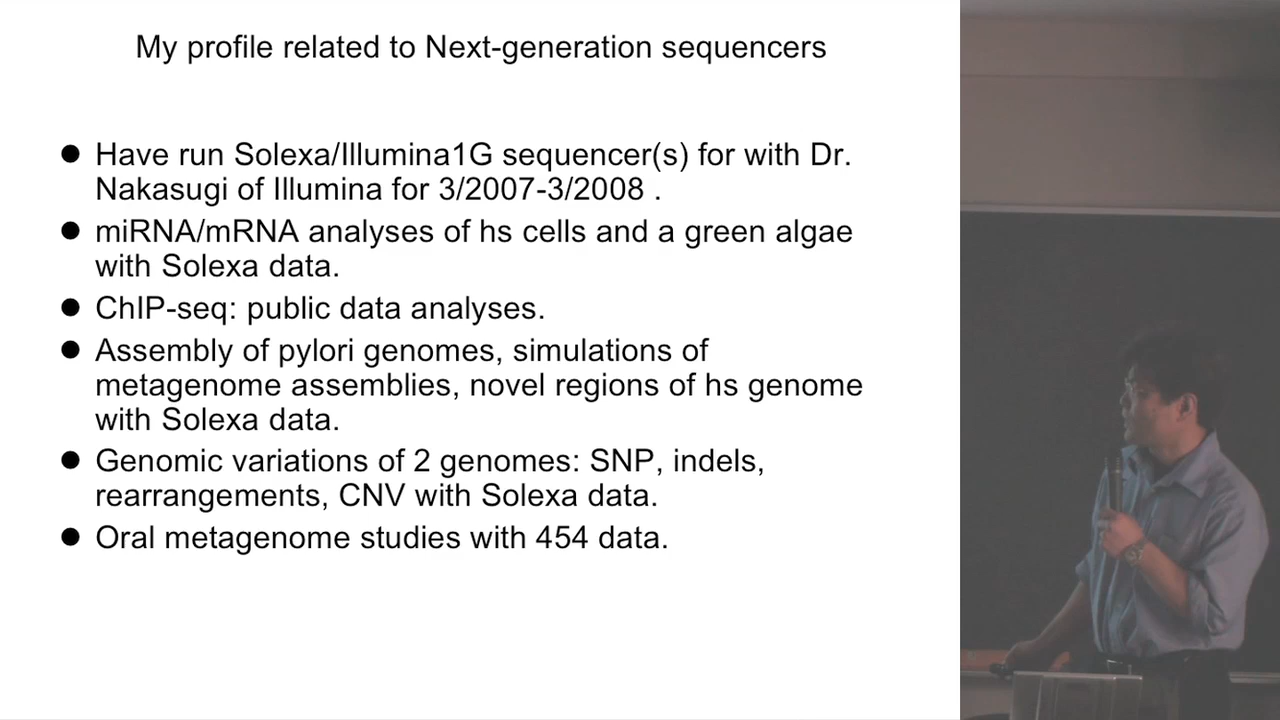 My profile related to Next-generation sequencers
● Have run Solexa/Illumina1G sequencer(s) for with Dr.
Nakasugi of Illumina for 3/2007-3/2008 .
● miRNA/mRNA analyses of hs cells and a green algae
with Solexa data.
● ChIP-seq: public data analyses.
● Assembly of pylori genomes, simulations of
metagenome assemblies, novel regions of hs genome
with Solexa data.
● Genomic variations of 2 genomes: SNP, indels,
rearrangements, CNV with Solexa data.
● Oral metagenome studies with 454 data.